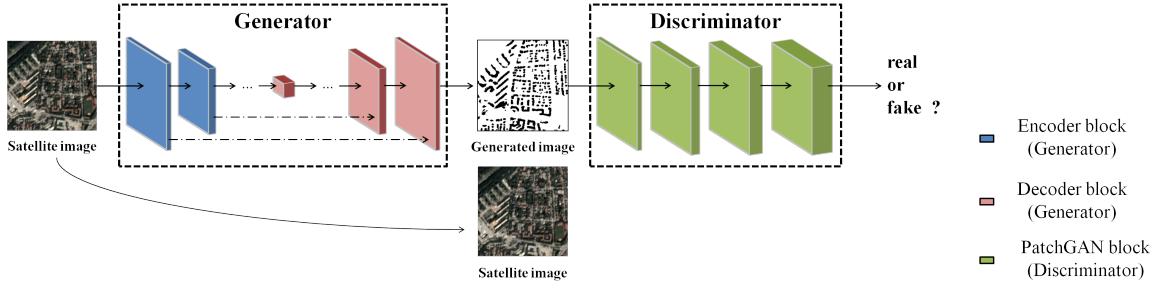 Generator
Discriminator
Satellite image
...
...
Generated image
real
or
fake ?
Satellite image
Encoder block
(Generator)
Decoder block
(Generator)
PatchGAN block
(Discriminator)